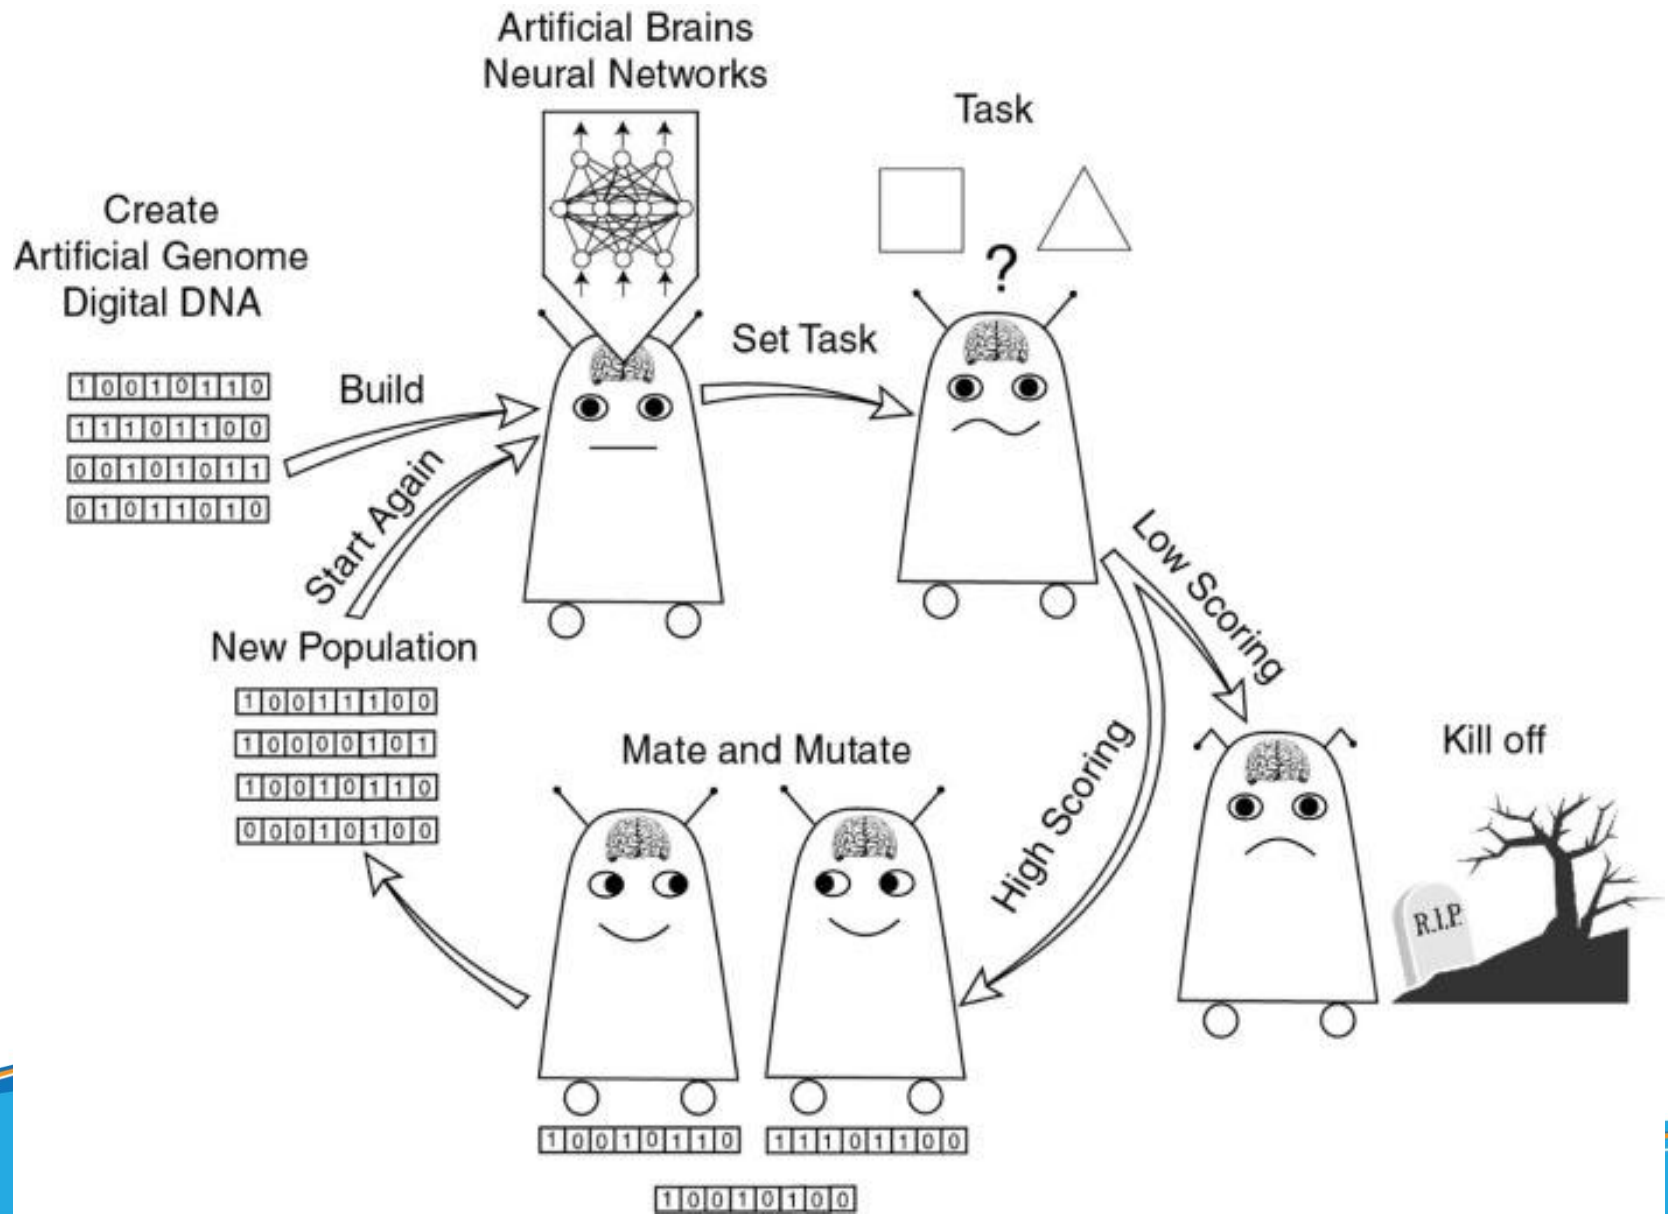 Artificial Brains
Neural Networks
Task
Create
Artificial Genome
Digital DNA
?
Set Task
Build
1 0 0 1 0 1 1 0
1 1 1 0 1 1 0 0
0 0 1 0 1 0 1 1
0 1 0 1 1 0 1 0
Start Again
Low Scoring
New Population
1 0 0 1 1 1 0 0
1 0 0 0 0 1 0 1
1 0 0 1 0 1 1 0
0 0 0 1 0 1 0 0
Mate and Mutate
High Scoring
Kill off
R.I.P.
1 0 0 1 0 1 1 0
1 1 1 0 1 1 0 0
1 0 0 1 0 1 0 0